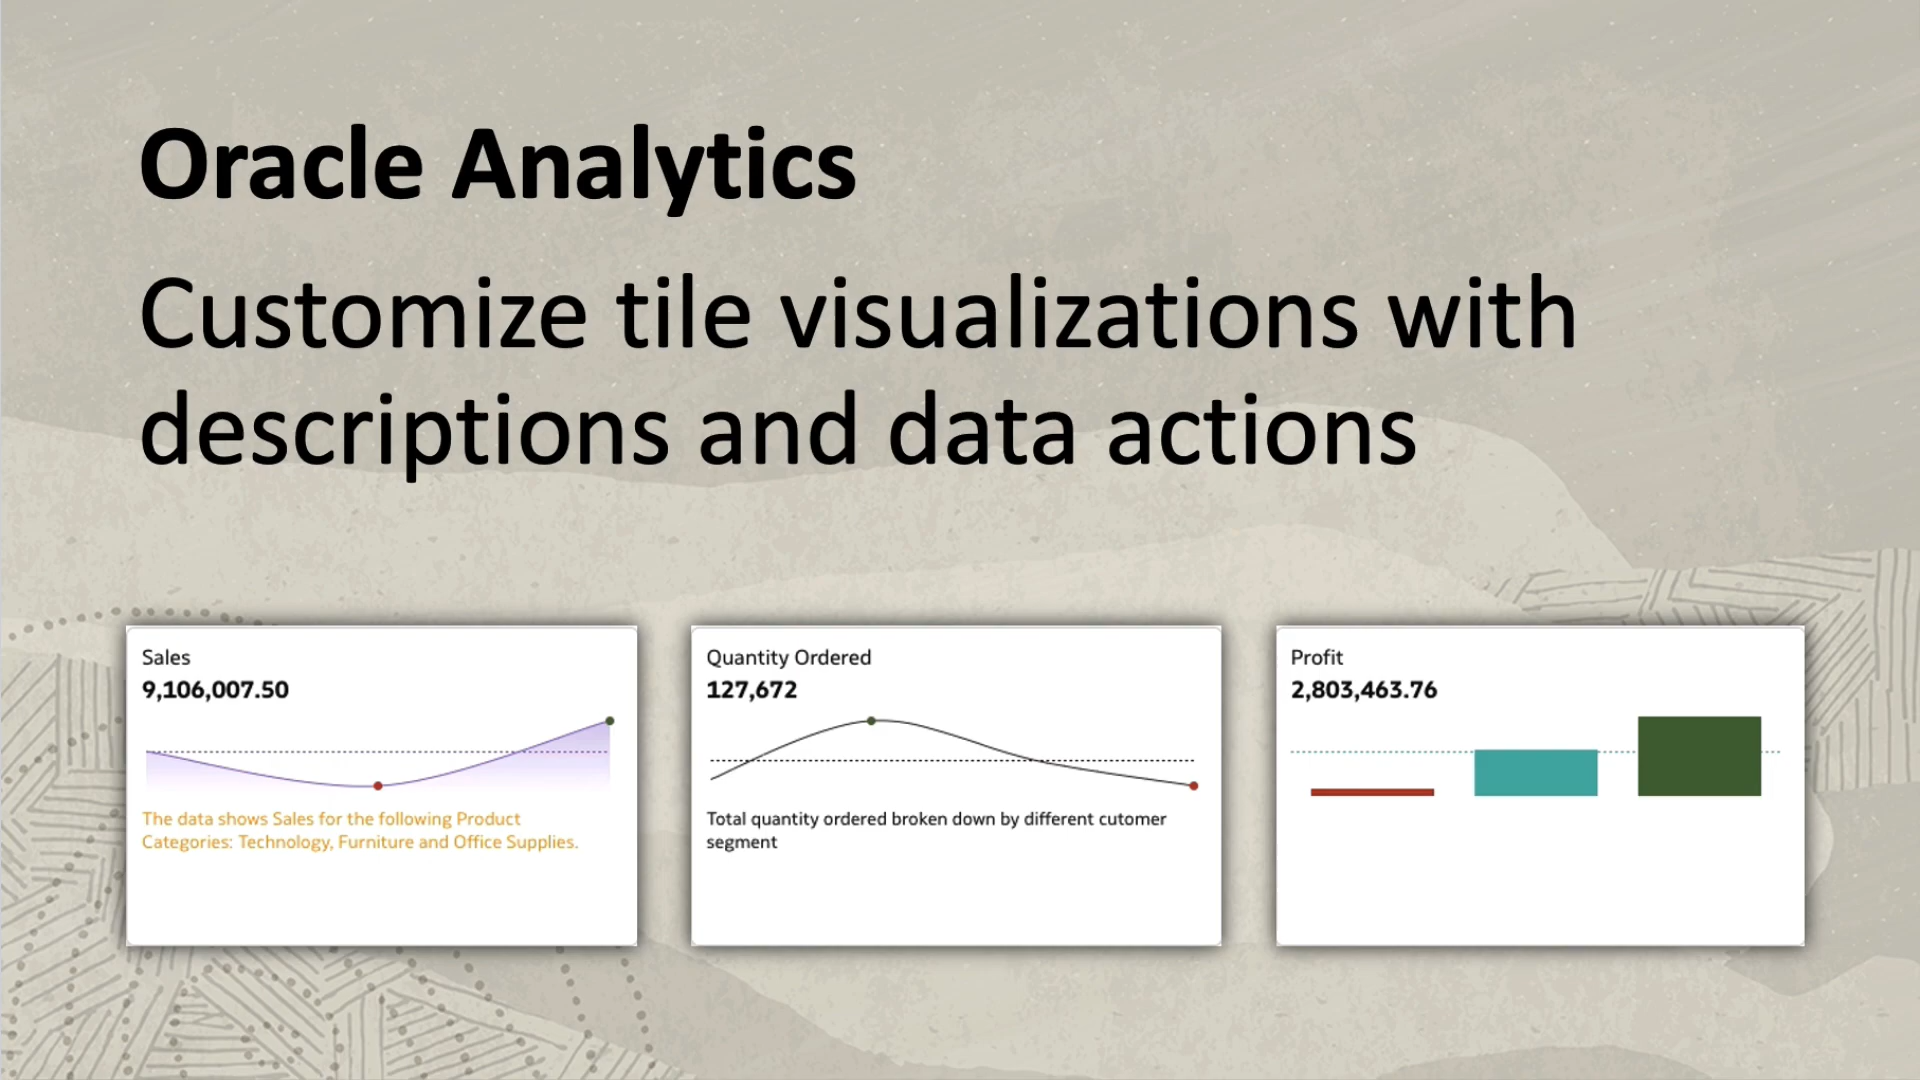 Oracle Analytics
Customize tile visualizations with
descriptions and data actions
Sales
9,106,007.50
The data shows Sales for the following Product
Categories: Technology, Furniture and Office Supplies.
Quantity Ordered
127,672
Total quantity ordered broken down by different cutomer
segment
Profit
2,803,463.76